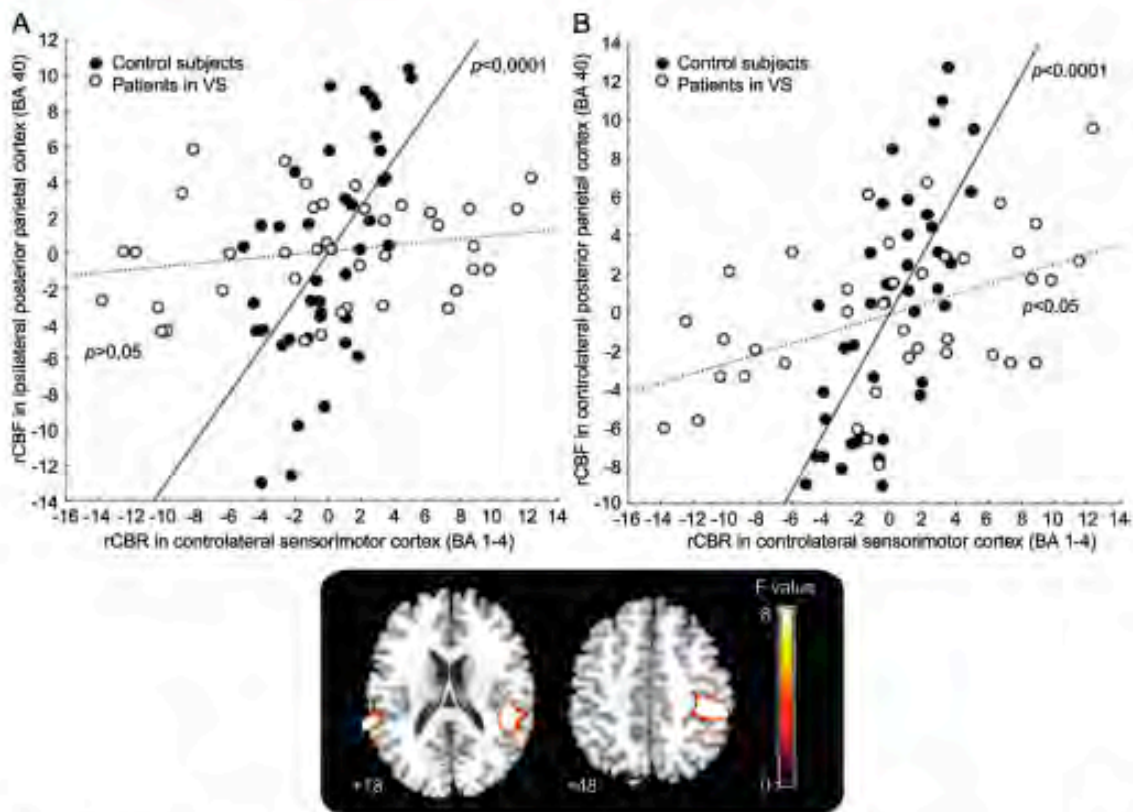 A
12
10
8
6
4
2
0
-2
-4
-6
-8
-10
-12
-14
rCBF in ipsilateral posterior parietal cortex (BA 40)
Control subjects
Patients in VS
p<0,0001
p>0,05
-16 -14 -12 -10 -8 -6 -4 -2 0 2 4 6 8 10 12 14
rCBR in controlateral sensorimotor cortex (BA 1-4)
B
14
12
10
8
6
4
2
0
-2
-4
-6
-8
-10
rCBF in controlateral posterior parietal cortex (BA 40)
Control subjects
Patients in VS
p<0.0001
p<0.05
-16 -14 -12 -10 -8 -6 -4 -2 0 2 4 6 8 10 12 14
rCBR in controlateral sensorimotor cortex (BA 1-4)
F value
8
0
+18
+48